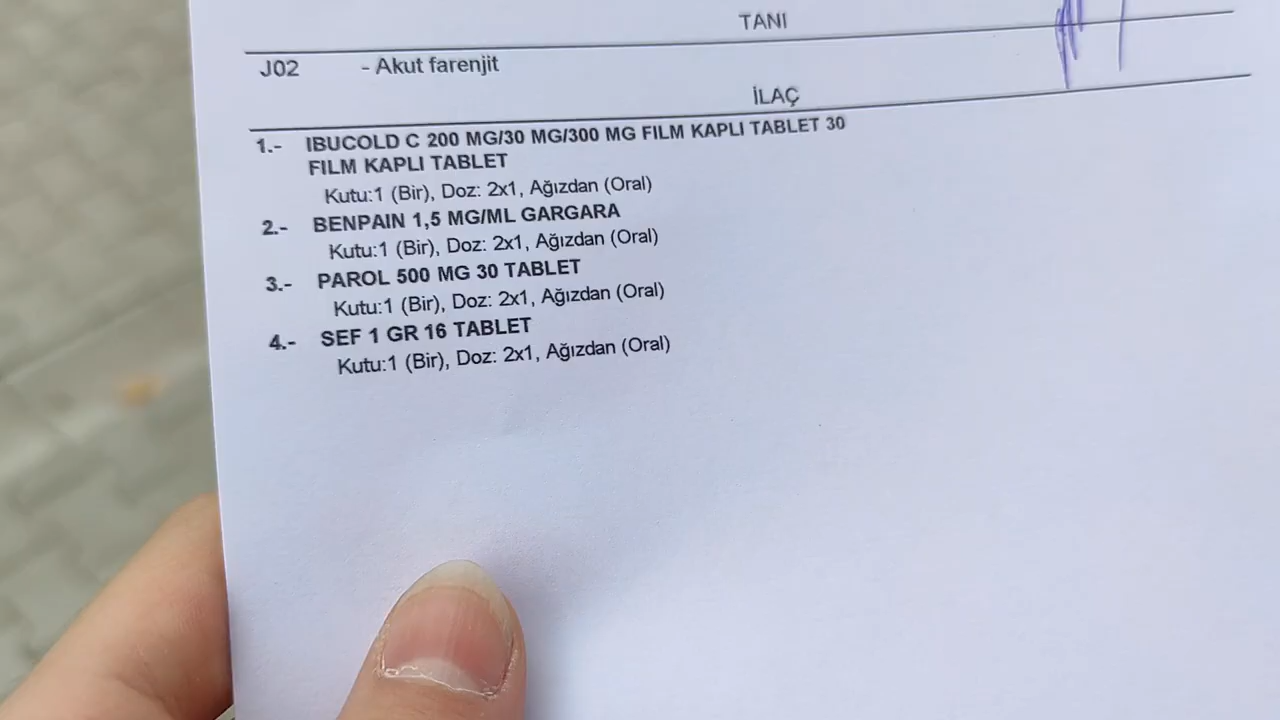 TANI
J02 - Akut farenjit
İLAÇ
1.- IBUCOLD C 200 MG/30 MG/300 MG FILM KAPLI TABLET 30
FILM KAPLI TABLET
Kutu:1 (Bir), Doz: 2x1, Ağızdan (Oral)
2.- BENPAIN 1,5 MG/ML GARGARA
Kutu:1 (Bir), Doz: 2x1, Ağızdan (Oral)
3.- PAROL 500 MG 30 TABLET
Kutu:1 (Bir), Doz: 2x1, Ağızdan (Oral)
4.- SEF 1 GR 16 TABLET
Kutu:1 (Bir), Doz: 2x1, Ağızdan (Oral)